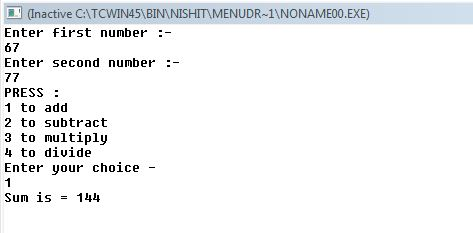 (Inactive C:\TCWIN45\BIN\NISHIT\MENUDR~1\NONAME00.EXE)
Enter first number :-
67
Enter second number :-
77
PRESS :
1 to add
2 to subtract
3 to multiply
4 to divide
Enter your choice -
1
Sum is = 144